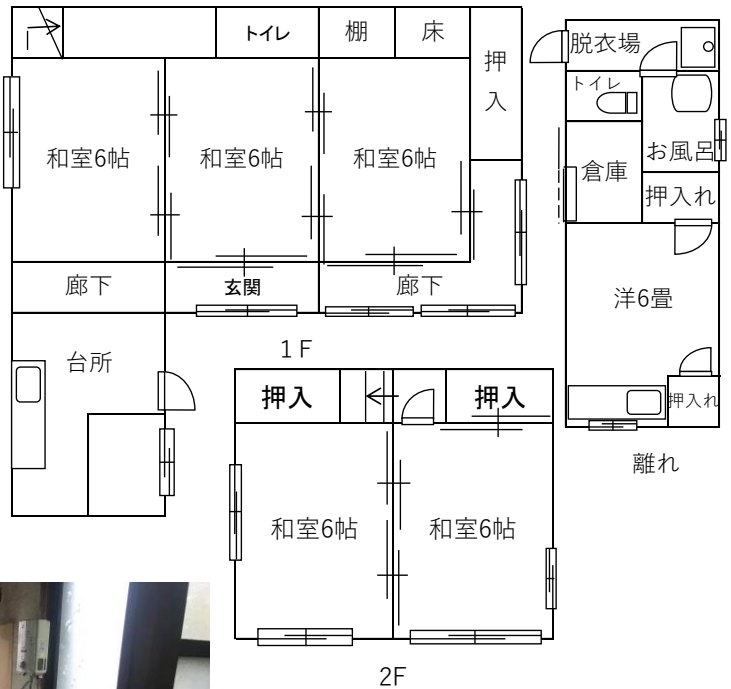 トイレ
棚
床
押入
和室6帖
和室6帖
和室6帖
廊下
玄関
廊下
台所
1F
脱衣場
トイレ
お風呂
倉庫
押入れ
洋6畳
押入れ
離れ
押入
押入
和室6帖
和室6帖
2F